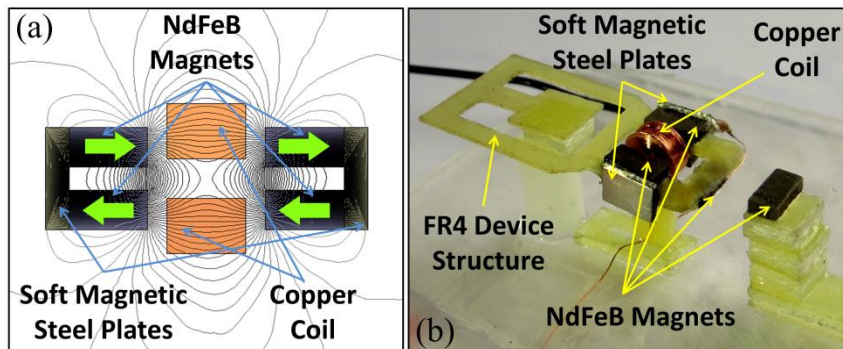 (a)
NdFeB
Magnets
Soft Magnetic
Steel Plates
Copper
Coil
Soft Magnetic
Steel Plates
Copper
Coil
FR4 Device
Structure
NdFeB Magnets
(b)